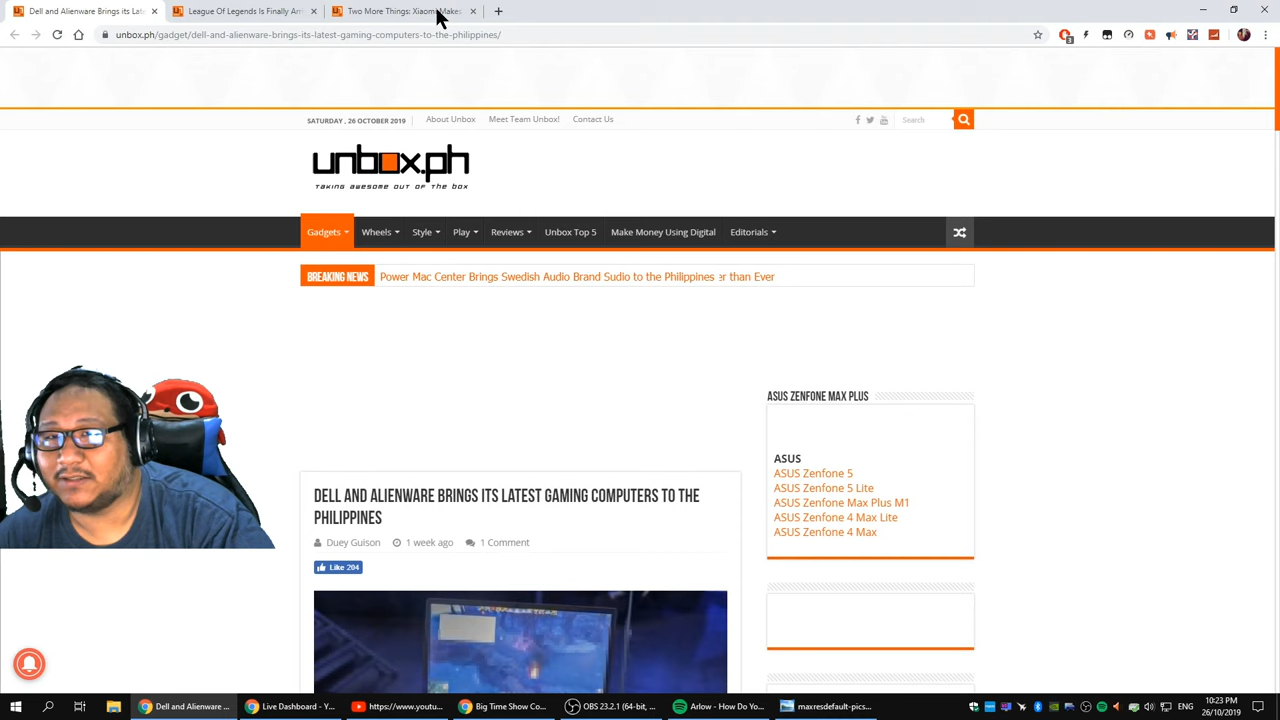 Dell and Alienware Brings its Late
League Of Legends Is Finally Arri
Two More Things: Xiaomi Makes
unbox.ph/gadget/dell-and-alienware-brings-its-latest-gaming-computers-to-the-philippines/
3
SATURDAY , 26 OCTOBER 2019
About Unbox
Meet Team Unbox!
Contact Us
Search
unbox.ph
TAKING AWESOME OUT OF THE BOX
Gadgets
Wheels
Style
Play
Reviews
Unbox Top 5
Make Money Using Digital
Editorials
BREAKING NEWS
Power Mac Center Brings Swedish Audio Brand Sudio to the Philippines
er than Ever
ASUS ZENFONE MAX PLUS
ASUS
ASUS Zenfone 5
ASUS Zenfone 5 Lite
ASUS Zenfone Max Plus M1
ASUS Zenfone 4 Max Lite
ASUS Zenfone 4 Max
DELL AND ALIENWARE BRINGS ITS LATEST GAMING COMPUTERS TO THE
PHILIPPINES
Duey Guison
1 week ago
1 Comment
Like 204
Dell and Alienware ...
Live Dashboard - Y...
https://www.youtu...
Big Time Show Co...
OBS 23.2.1 (64-bit, ...
Arlow - How Do Yo...
maxresdefault-pics...
ENG
10:23 PM
26/10/2019